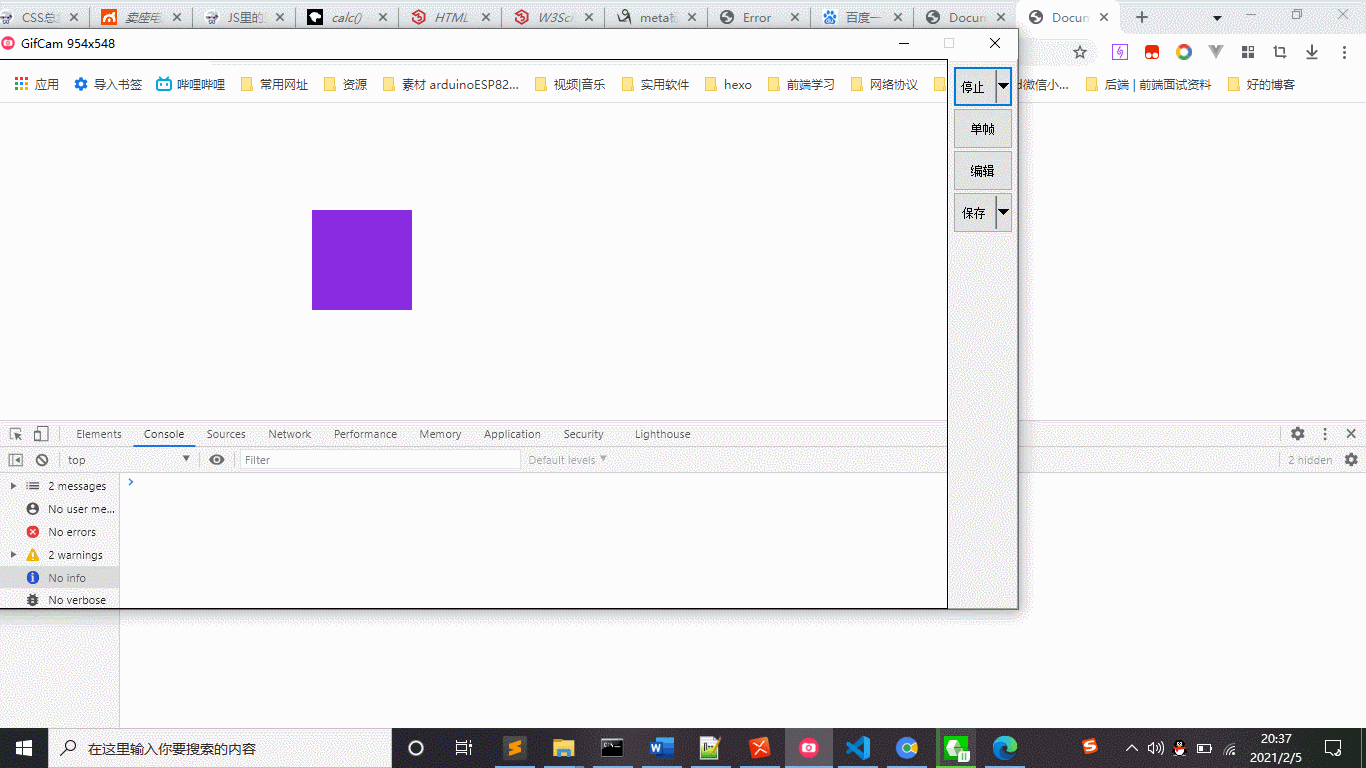 CSS总 卖座电 JS里的 calc() HTML W3Sc meta Error 百度一 Docum Docum
GifCam 954x548
应用 导入书签 哔哩哔哩 常用网址 资源 素材 arduinoESP82... 视频|音乐 实用软件 hexo 前端学习 网络协议 d微信小... 后端 | 前端面试资料 好的博客
停止
单帧
编辑
保存
Elements Console Sources Network Performance Memory Application Security Lighthouse
top Filter Default levels 2 hidden
2 messages
No user me...
No errors
2 warnings
No info
No verbose
在这里输入你要搜索的内容
20:37
2021/2/5